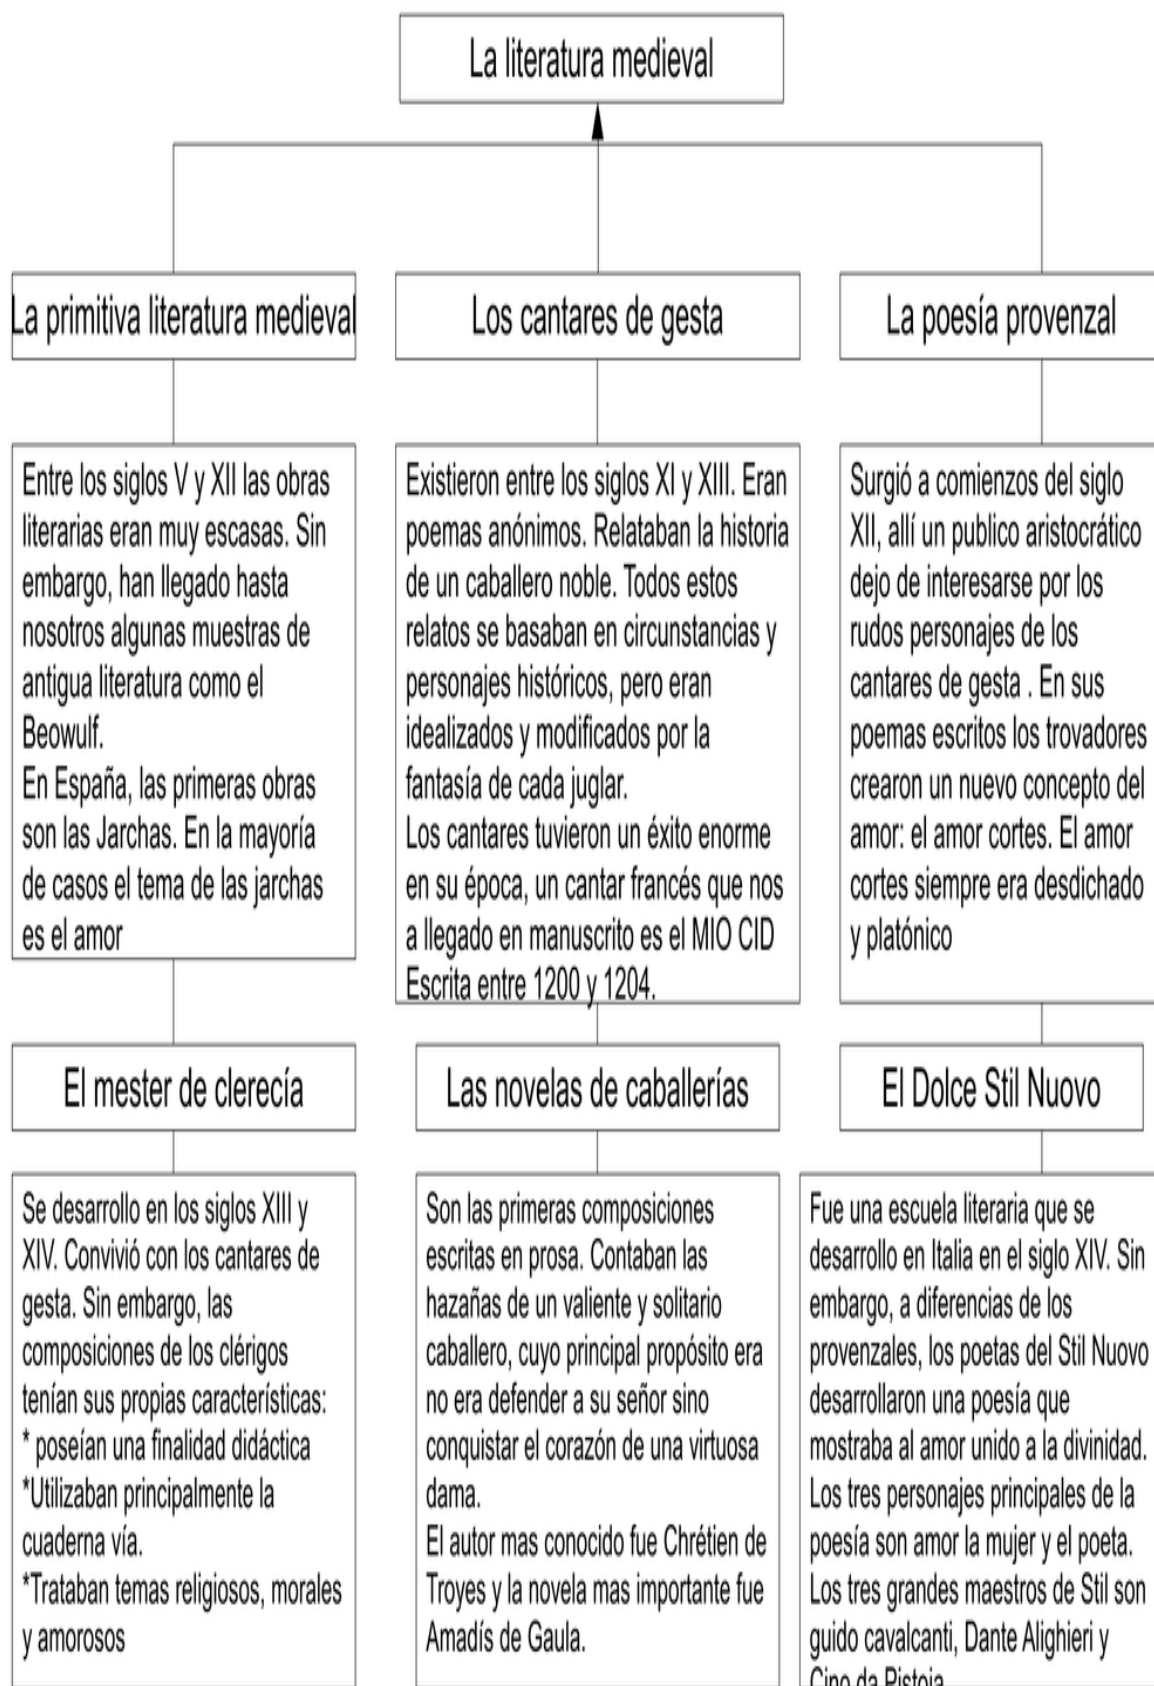 La literatura medieval
La primitiva literatura medieval
Los cantares de gesta
La poesía provenzal
Entre los siglos V y XII las obras
literarias eran muy escasas. Sin
embargo, han llegado hasta
nosotros algunas muestras de
antigua literatura como el
Beowulf.
En España, las primeras obras
son las Jarchas. En la mayoría
de casos el tema de las jarchas
es el amor
Existieron entre los siglos XI y XIII. Eran
poemas anónimos. Relataban la historia
de un caballero noble. Todos estos
relatos se basaban en circunstancias y
personajes históricos, pero eran
idealizados y modificados por la
fantasía de cada juglar.
Los cantares tuvieron un éxito enorme
en su época, un cantar francés que nos
a llegado en manuscrito es el MIO CID
Escrita entre 1200 y 1204.
Surgió a comienzos del siglo
XII, allí un publico aristocrático
dejo de interesarse por los
rudos personajes de los
cantares de gesta . En sus
poemas escritos los trovadores
crearon un nuevo concepto del
amor: el amor cortes. El amor
cortes siempre era desdichado
y platónico
El mester de clerecía
Las novelas de caballerías
El Dolce Stil Nuovo
Se desarrollo en los siglos XIII y
XIV. Convivió con los cantares de
gesta. Sin embargo, las
composiciones de los clérigos
tenían sus propias características:
* poseían una finalidad didáctica
*Utilizaban principalmente la
cuaderna vía.
*Trataban temas religiosos, morales
y amorosos
Son las primeras composiciones
escritas en prosa. Contaban las
hazañas de un valiente y solitario
caballero, cuyo principal propósito era
no era defender a su señor sino
conquistar el corazón de una virtuosa
dama.
El autor mas conocido fue Chrétien de
Troyes y la novela mas importante fue
Amadís de Gaula.
Fue una escuela literaria que se
desarrollo en Italia en el siglo XIV. Sin
embargo, a diferencias de los
provenzales, los poetas del Stil Nuovo
desarrollaron una poesía que
mostraba al amor unido a la divinidad.
Los tres personajes principales de la
poesía son amor la mujer y el poeta.
Los tres grandes maestros de Stil son
guido cavalcanti, Dante Alighieri y
Cino da Pistoia